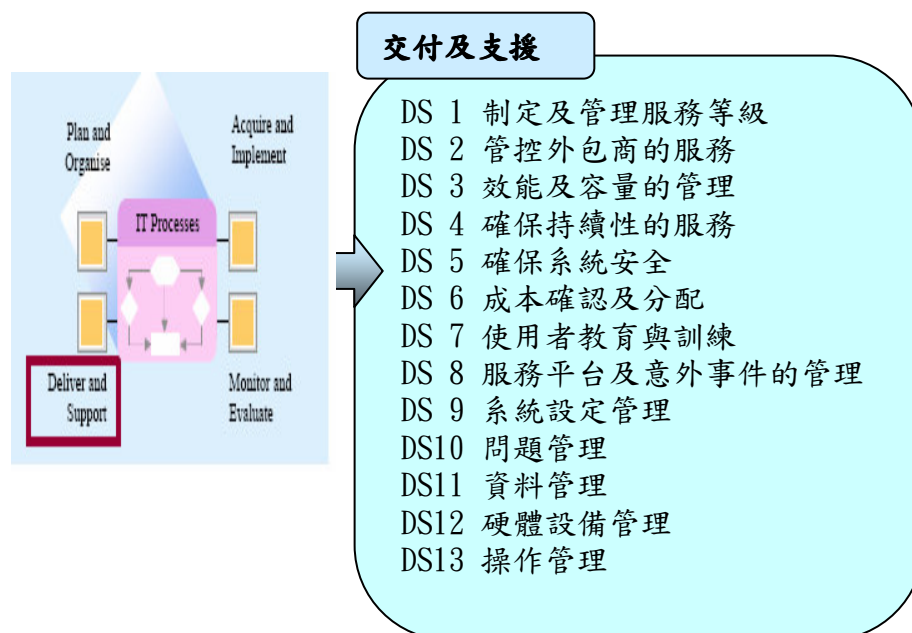 交付及支援
Plan and
Organise
Acquire and
Implement
IT Processes
Deliver and
Support
Monitor and
Evaluate
DS 1 制定及管理服務等級
DS 2 管控外包商的服務
DS 3 效能及容量的管理
DS 4 確保持續性的服務
DS 5 確保系統安全
DS 6 成本確認及分配
DS 7 使用者教育與訓練
DS 8 服務平台及意外事件的管理
DS 9 系統設定管理
DS10 問題管理
DS11 資料管理
DS12 硬體設備管理
DS13 操作管理